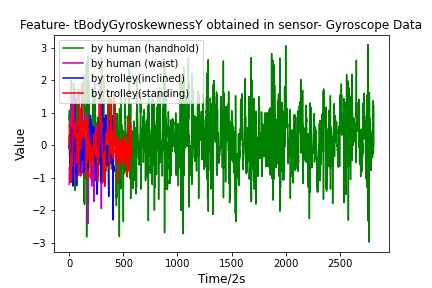 Feature- tBodyGyroskewnessY obtained in sensor- Gyroscope Data
3
2
1
0
−1
−2
−3
Value
by human (handhold)
by human (waist)
by trolley(inclined)
by trolley(standing)
0 500 1000 1500 2000 2500
Time/2s